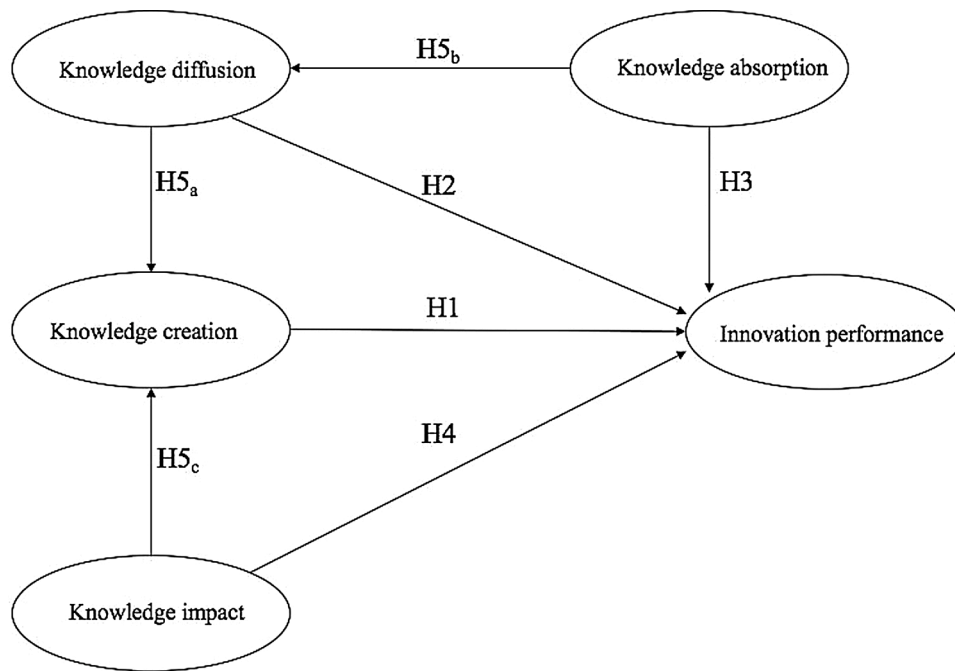 Knowledge diffusion
H5b
Knowledge absorption
H5a
H2
H3
Knowledge creation
H1
Innovation performance
H5c
H4
Knowledge impact